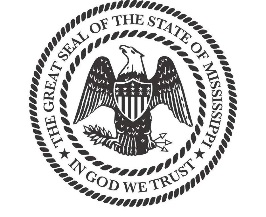 THE GREAT SEAL OF THE STATE OF MISSISSIPPI
IN GOD WE TRUST